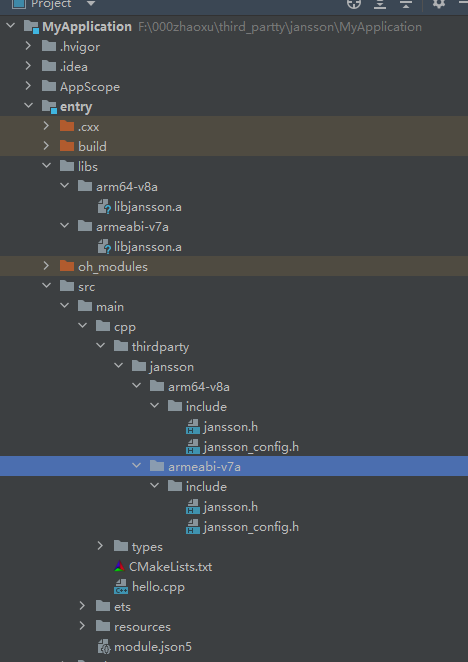 Project
MyApplication F:\000zhaoxu\third_partty\jansson\MyApplication
.hvigor
.idea
AppScope
entry
.cxx
build
libs
arm64-v8a
libjansson.a
armeabi-v7a
libjansson.a
oh_modules
src
main
cpp
thirdparty
jansson
arm64-v8a
include
jansson.h
jansson_config.h
armeabi-v7a
include
jansson.h
jansson_config.h
types
CMakeLists.txt
hello.cpp
ets
resources
module.json5